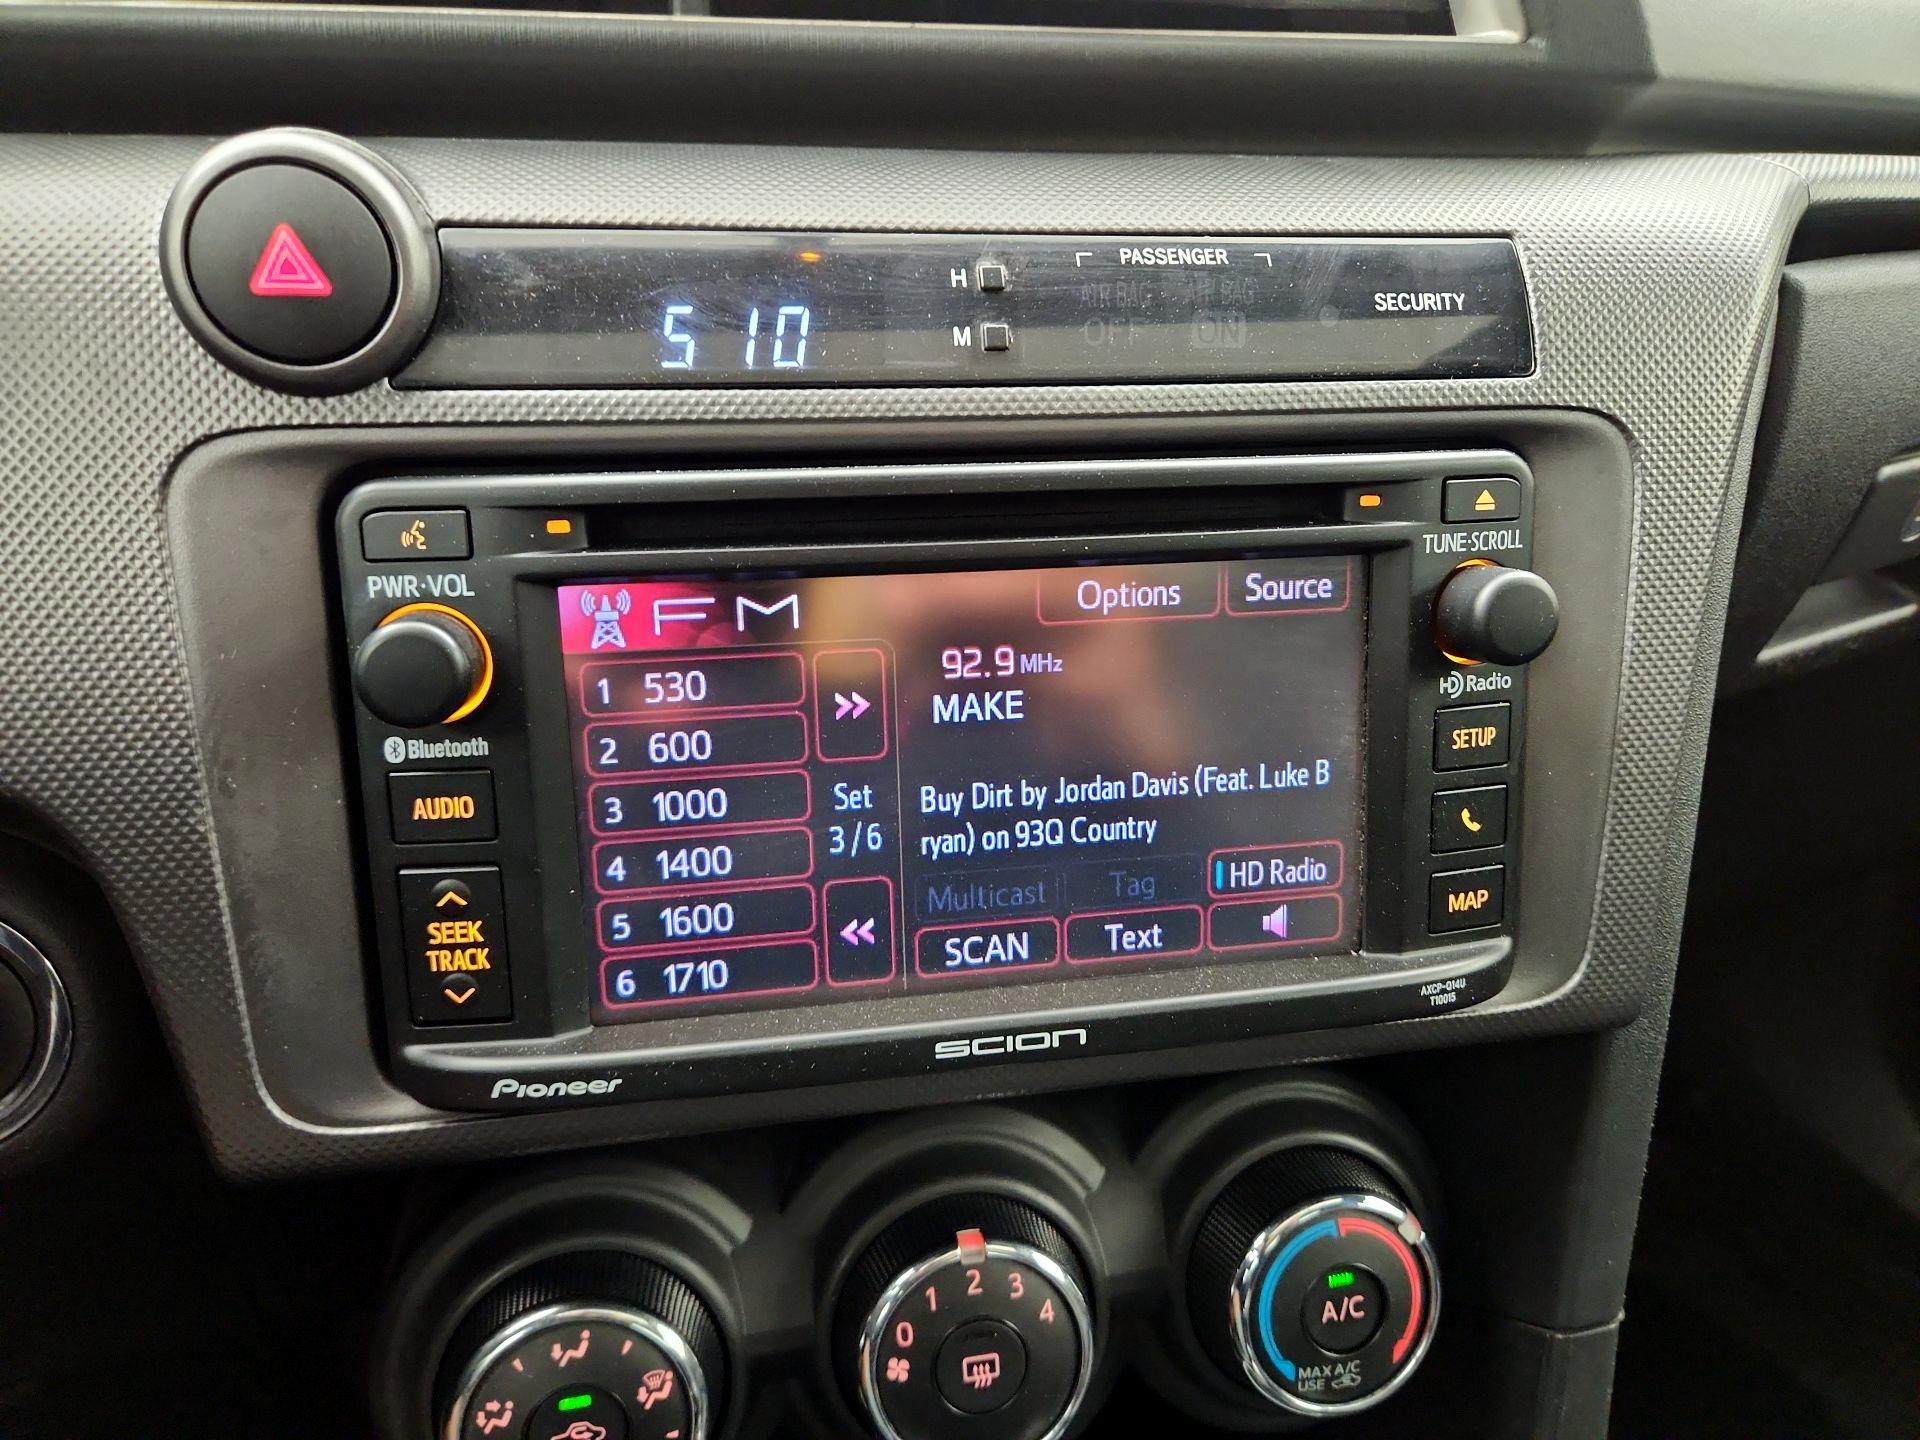 PASSENGER
AIR BAG AIR BAG
OFF ON
H
M
SECURITY
5 10
TUNE·SCROLL
PWR·VOL
FM
Options
Source
92.9 MHz
MAKE
1 530
2 600
3 1000
4 1400
5 1600
6 1710
Set
3/6
Buy Dirt by Jordan Davis (Feat. Luke B
ryan) on 93Q Country
Multicast
Tag
HD Radio
SCAN
Text
Bluetooth
AUDIO
SEEK
TRACK
HD Radio
SETUP
MAP
AXCP-Q14U
T10015
SCION
Pioneer
0 1 2 3 4
A/C
MAX A/C
USE